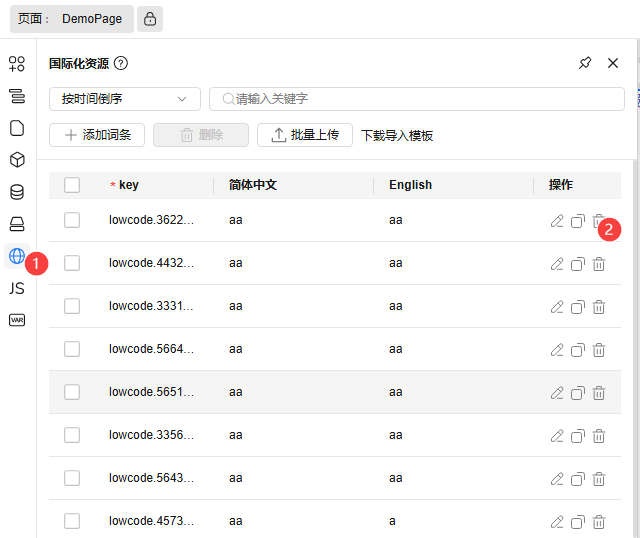 页面： DemoPage
国际化资源 ?
按时间倒序 请输入关键字
添加词条 删除 批量上传 下载导入模板
* key 简体中文 English 操作
lowcode.3622... aa aa
2
lowcode.4432... aa aa
1
lowcode.3331... aa aa
JS
VAR
lowcode.5664... aa aa
lowcode.5651... aa aa
lowcode.3356... aa aa
lowcode.5643... aa aa
lowcode.4573... aa a